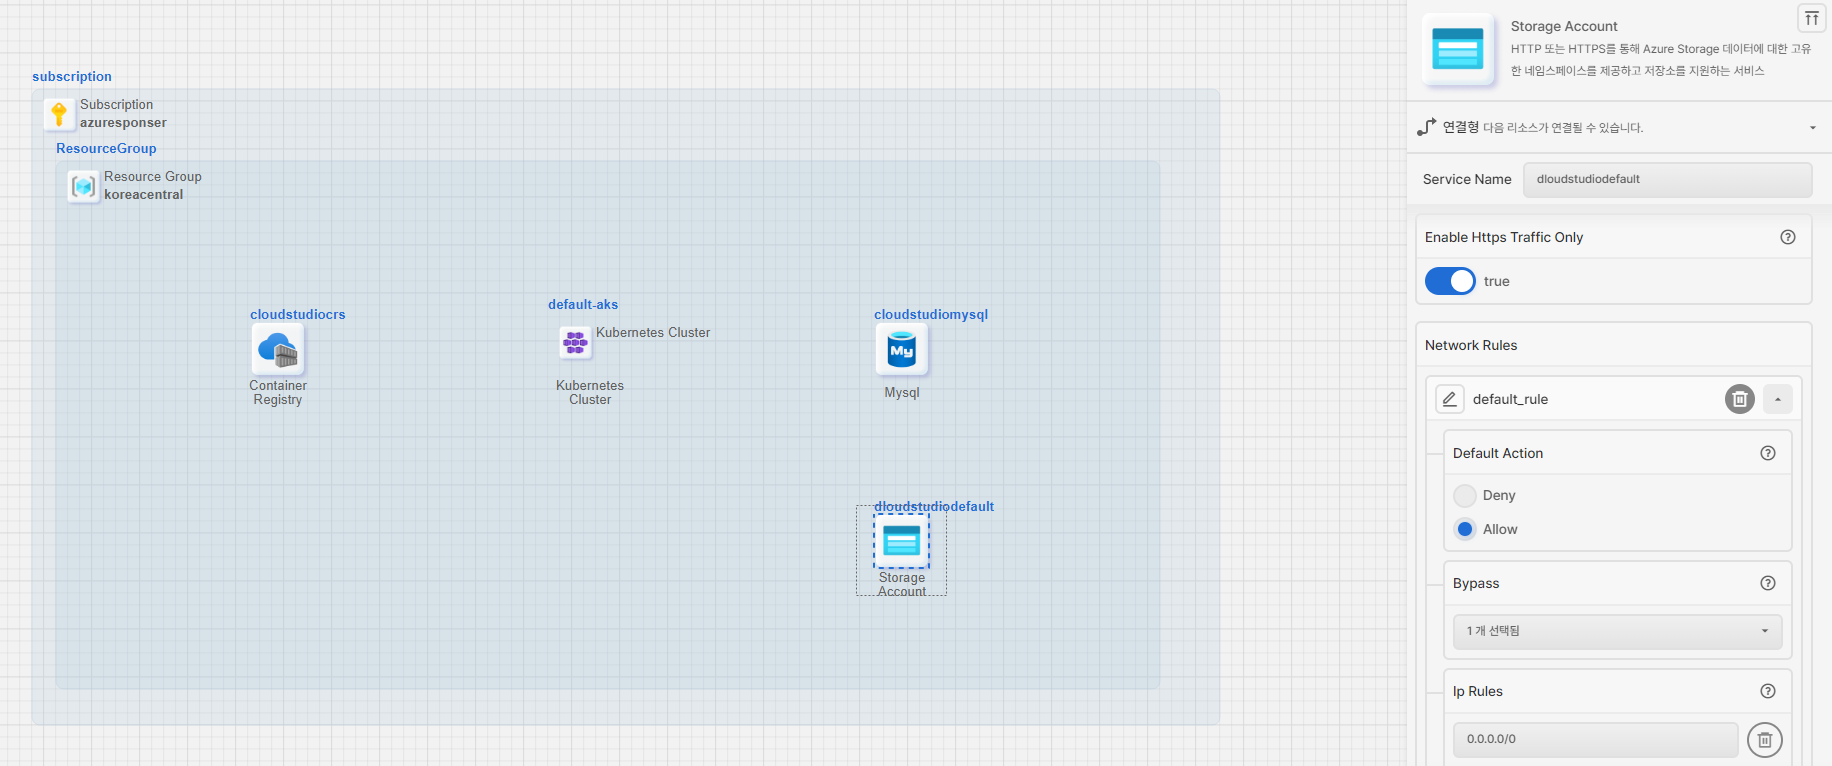 subscription
Subscription
azuresponser
ResourceGroup
Resource Group
koreacentral
cloudstudiocrs
Container
Registry
default-aks
Kubernetes Cluster
Kubernetes
Cluster
cloudstudiomysql
My
Mysql
dloudstudiodefault
Storage
Account
Storage Account
HTTP 또는 HTTPS를 통해 Azure Storage 데이터에 대한 고유
한 네임스페이스를 제공하고 저장소를 지원하는 서비스
연결형 다음 리소스가 연결될 수 있습니다.
Service Name
dloudstudiodefault
Enable Https Traffic Only
true
Network Rules
default_rule
Default Action
Deny
Allow
Bypass
1 개 선택됨
Ip Rules
0.0.0.0/0